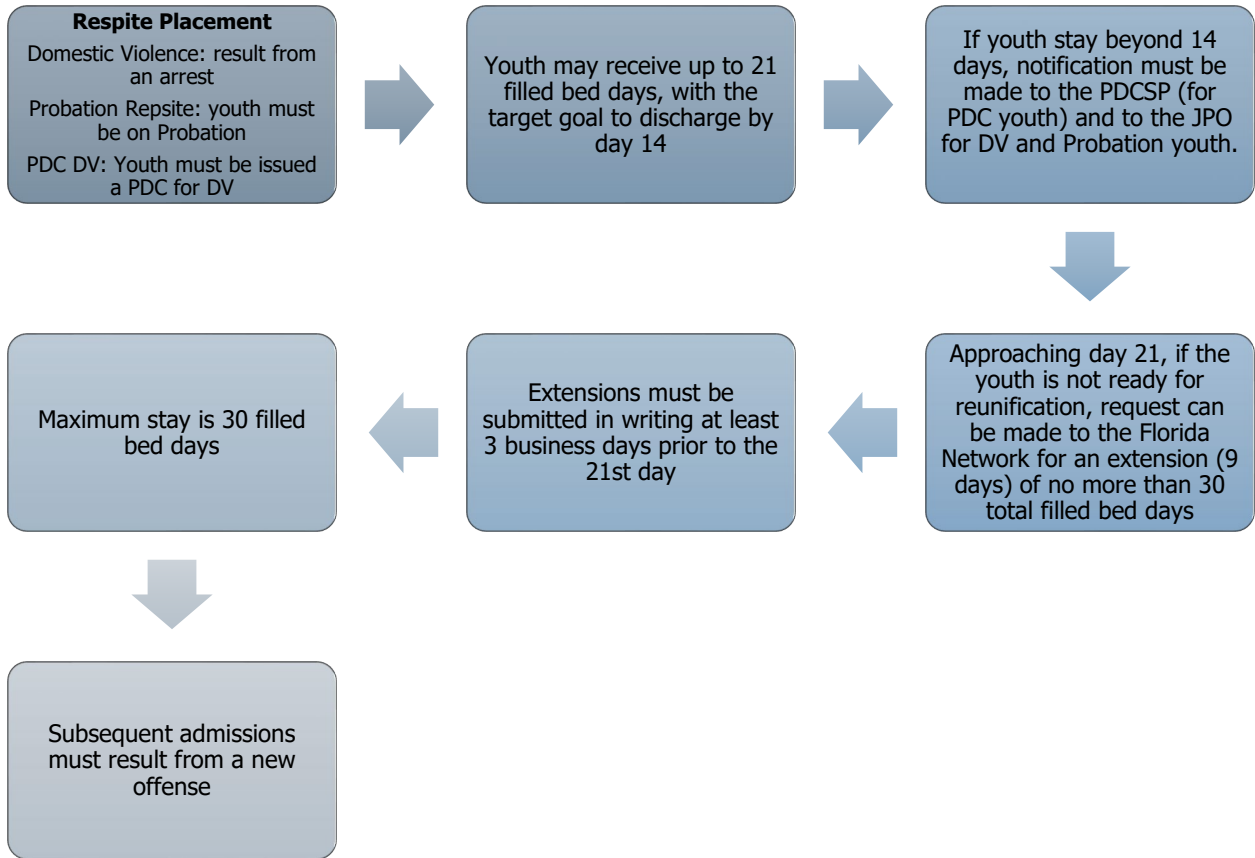 Respite Placement
Domestic Violence: result from
an arrest
Probation Repsite: youth must
be on Probation
PDC DV: Youth must be issued
a PDC for DV
Youth may receive up to 21
filled bed days, with the
target goal to discharge by
day 14
If youth stay beyond 14
days, notification must be
made to the PDCSP (for
PDC youth) and to the JPO
for DV and Probation youth.
Approaching day 21, if the
youth is not ready for
reunification, request can
be made to the Florida
Network for an extension (9
days) of no more than 30
total filled bed days
Extensions must be
submitted in writing at least
3 business days prior to the
21st day
Maximum stay is 30 filled
bed days
Subsequent admissions
must result from a new
offense